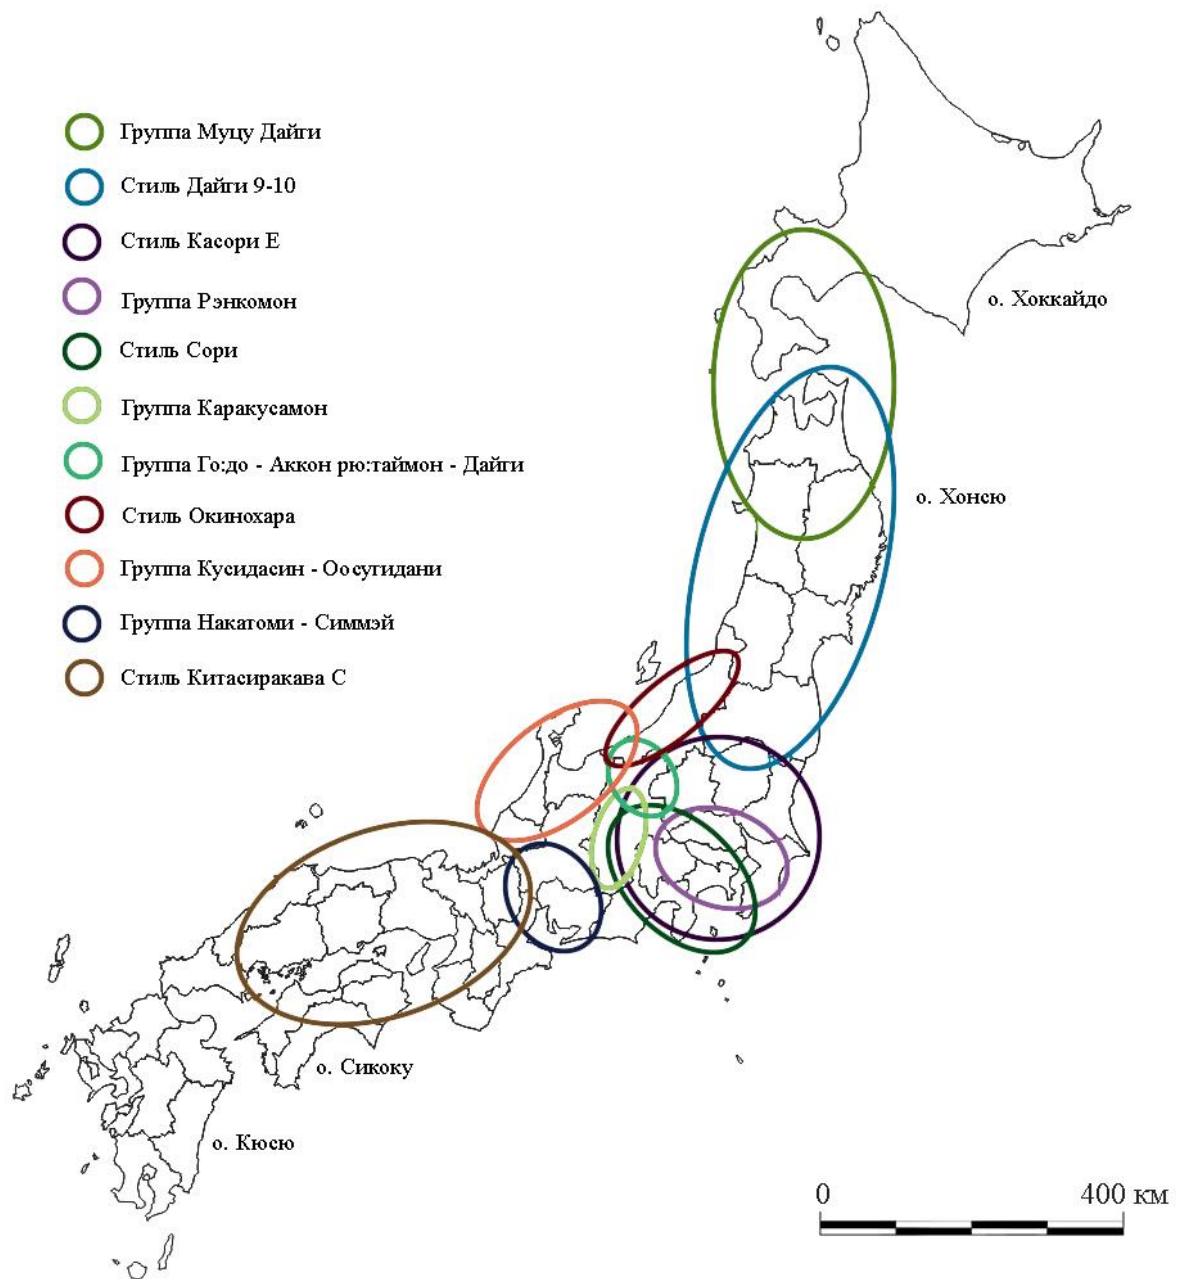 Группа Муцу Дайги
Стиль Дайги 9-10
Стиль Касори Е
Группа Рэнкомон
Стиль Сори
Группа Каракусамон
Группа Го:до - Аккон рю:таймон - Дайги
Стиль Окинохара
Группа Кусидасин - Оосугидани
Группа Накатоми - Симмэй
Стиль Китасиракава С
о. Хоккайдо
о. Хонсю
о. Сикоку
о. Кюсю
0 400 км